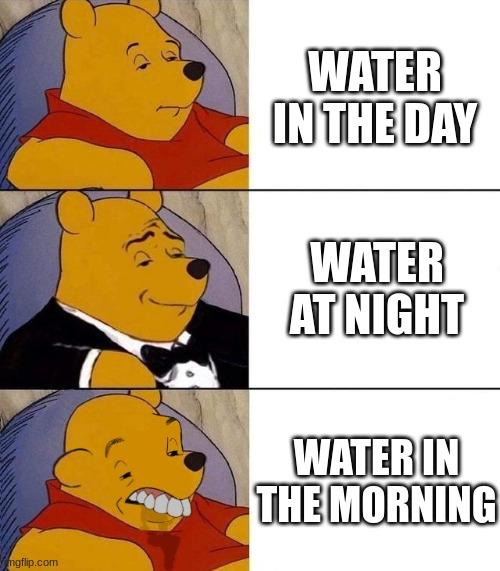 WATER
IN THE DAY
WATER
AT NIGHT
WATER IN
THE MORNING
imgflip.com